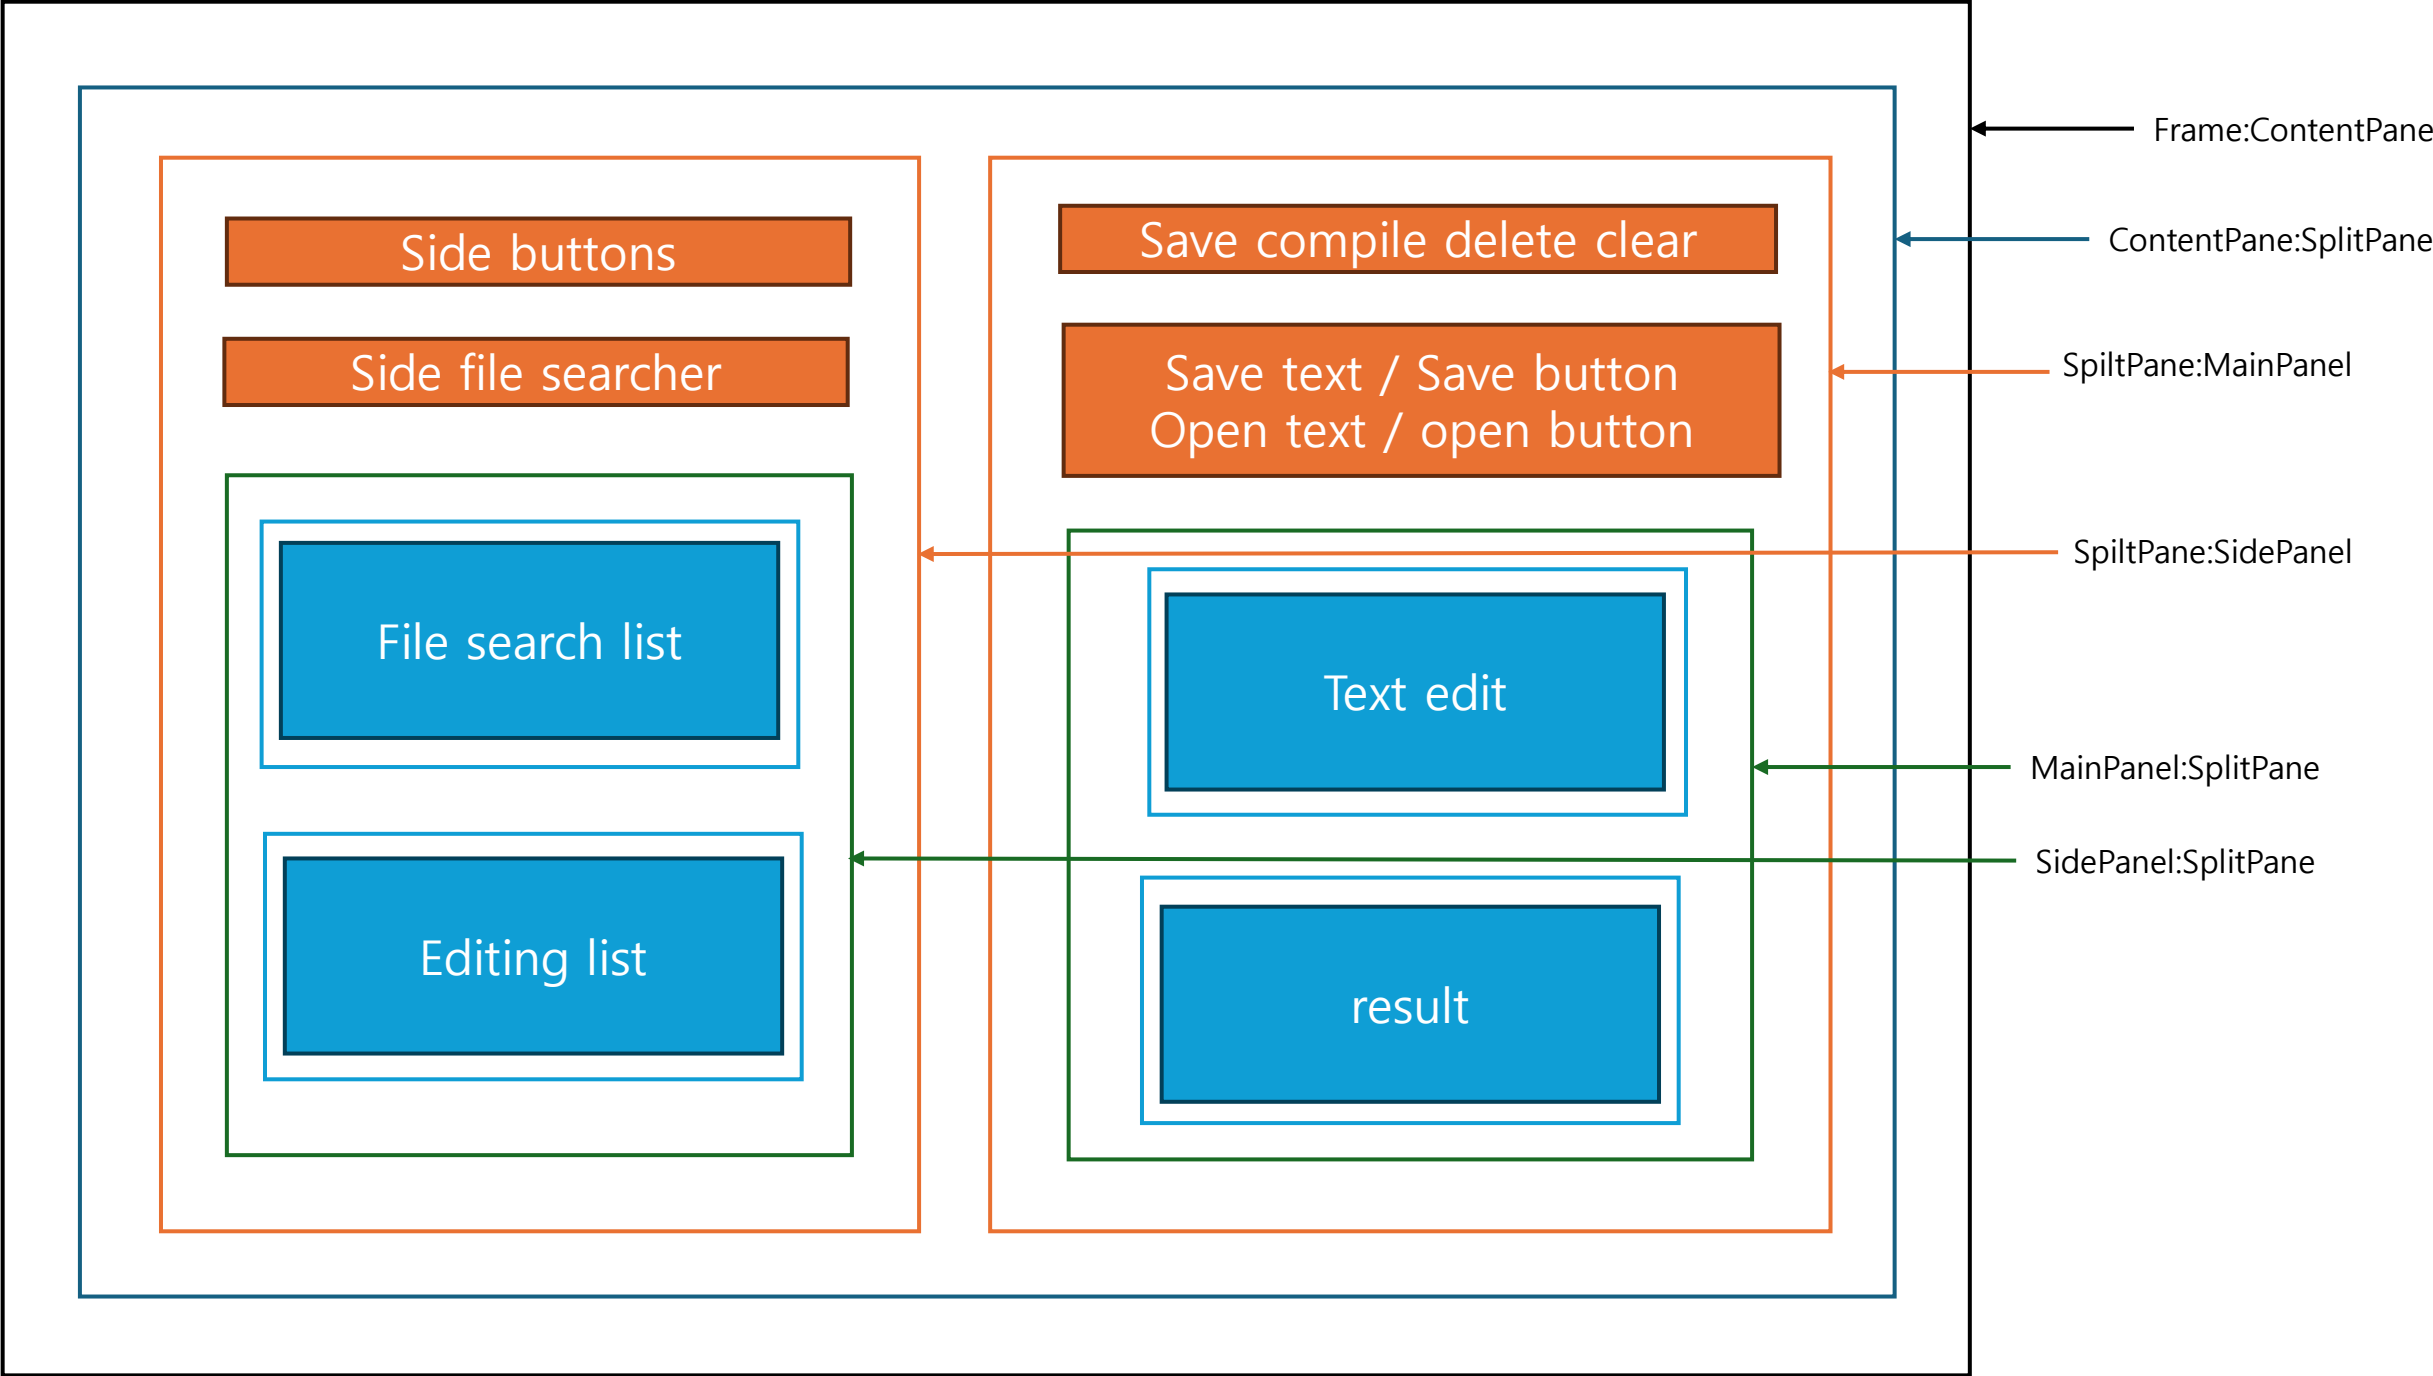 Side buttons
Side file searcher
File search list
Editing list
Save compile delete clear
Save text / Save button
Open text / open button
Text edit
result
Frame:ContentPane
ContentPane:SplitPane
SpiltPane:MainPanel
SpiltPane:SidePanel
MainPanel:SplitPane
SidePanel:SplitPane